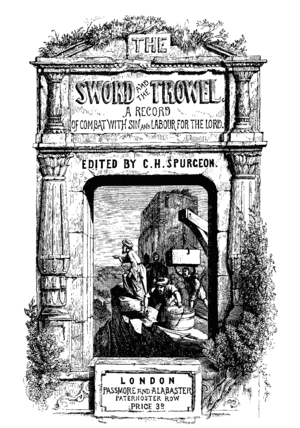 THE
SWORD AND THE TROWEL.
A RECORD
OF COMBAT WITH SIN AND LABOUR FOR THE LORD.
EDITED BY C.H. SPURGEON.
LONDON
PASSMORE AND ALABASTER
PATERNOSTER ROW
PRICE 3D